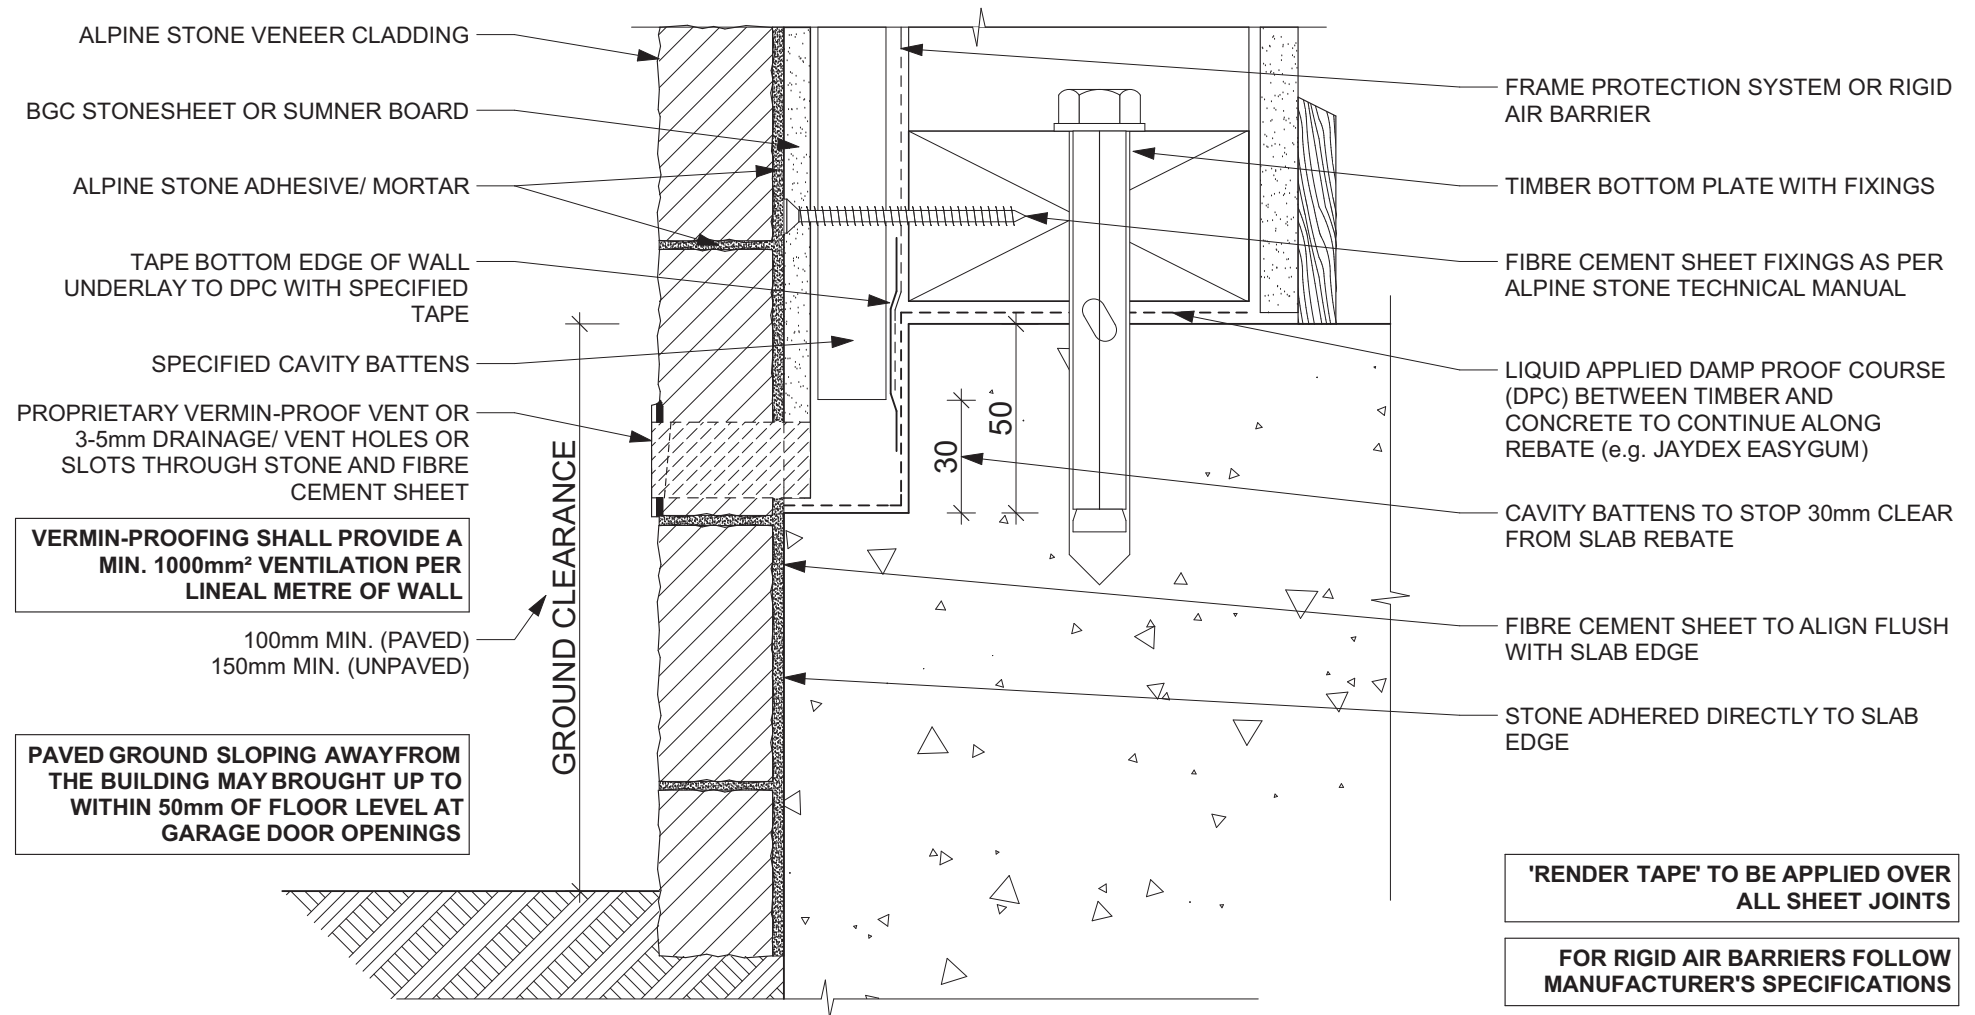 ALPINE STONE VENEER CLADDING
BGC STONESHEET OR SUMNER BOARD
ALPINE STONE ADHESIVE/ MORTAR
TAPE BOTTOM EDGE OF WALL
UNDERLAY TO DPC WITH SPECIFIED
TAPE
SPECIFIED CAVITY BATTENS
PROPRIETARY VERMIN-PROOF VENT OR
3-5mm DRAINAGE/ VENT HOLES OR
SLOTS THROUGH STONE AND FIBRE
CEMENT SHEET
VERMIN-PROOFING SHALL PROVIDE A
MIN. 1000mm² VENTILATION PER
LINEAL METRE OF WALL
100mm MIN. (PAVED)
150mm MIN. (UNPAVED)
PAVED GROUND SLOPING AWAY FROM
THE BUILDING MAY BROUGHT UP TO
WITHIN 50mm OF FLOOR LEVEL AT
GARAGE DOOR OPENINGS
GROUND CLEARANCE
30
50
FRAME PROTECTION SYSTEM OR RIGID
AIR BARRIER
TIMBER BOTTOM PLATE WITH FIXINGS
FIBRE CEMENT SHEET FIXINGS AS PER
ALPINE STONE TECHNICAL MANUAL
LIQUID APPLIED DAMP PROOF COURSE
(DPC) BETWEEN TIMBER AND
CONCRETE TO CONTINUE ALONG
REBATE (e.g. JAYDEX EASYGUM)
CAVITY BATTENS TO STOP 30mm CLEAR
FROM SLAB REBATE
FIBRE CEMENT SHEET TO ALIGN FLUSH
WITH SLAB EDGE
STONE ADHERED DIRECTLY TO SLAB
EDGE
'RENDER TAPE' TO BE APPLIED OVER
ALL SHEET JOINTS
FOR RIGID AIR BARRIERS FOLLOW
MANUFACTURER'S SPECIFICATIONS